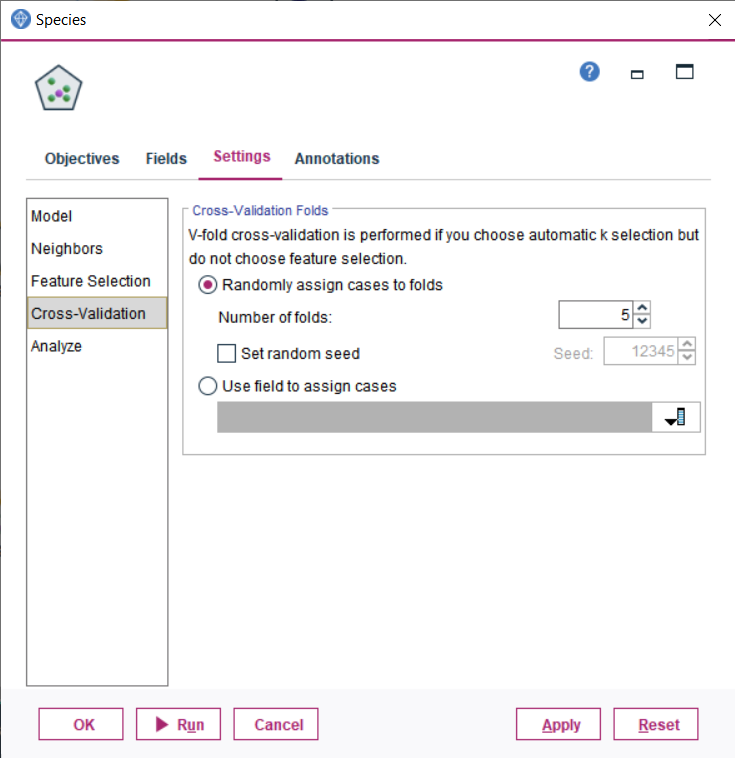 Species
?
Objectives Fields Settings Annotations
Model
Neighbors
Feature Selection
Cross-Validation
Analyze
Cross-Validation Folds
V-fold cross-validation is performed if you choose automatic k selection but
do not choose feature selection.
Randomly assign cases to folds
Number of folds: 5
Set random seed Seed: 12345
Use field to assign cases
OK Run Cancel Apply Reset